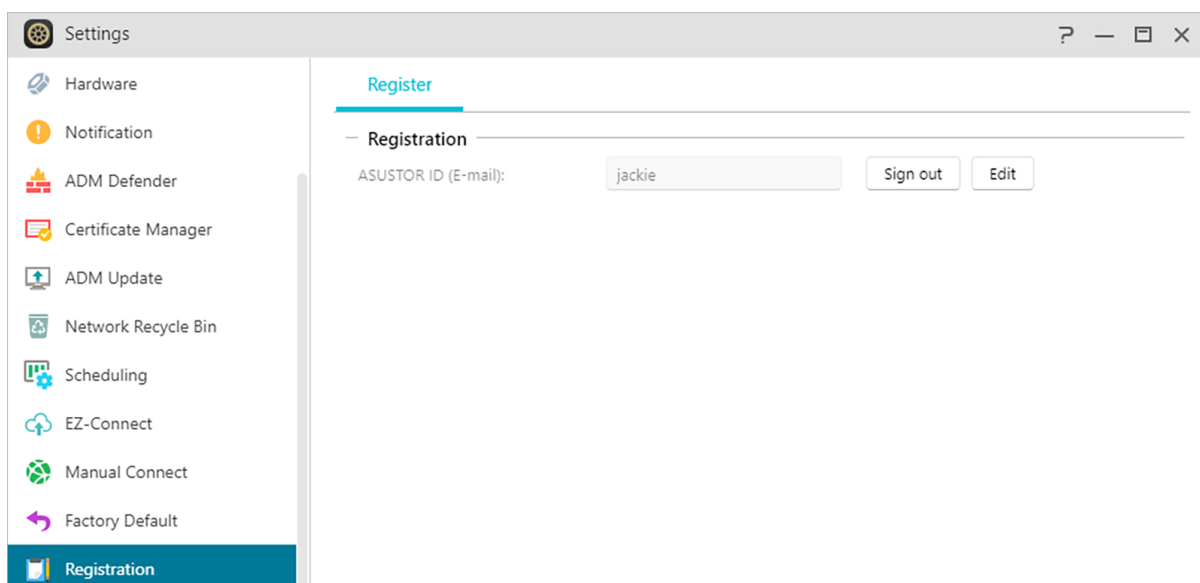 Settings
Hardware
Notification
ADM Defender
Certificate Manager
ADM Update
Network Recycle Bin
Scheduling
EZ-Connect
Manual Connect
Factory Default
Registration
Register
Registration
ASUSTOR ID (E-mail): jackie Sign out Edit